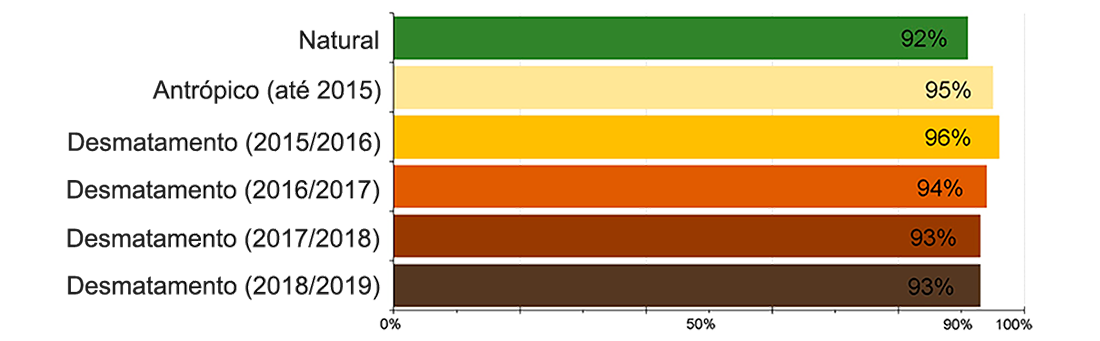 Natural 92%
Antrópico (até 2015) 95%
Desmatamento (2015/2016) 96%
Desmatamento (2016/2017) 94%
Desmatamento (2017/2018) 93%
Desmatamento (2018/2019) 93%
0% 50% 90% 100%